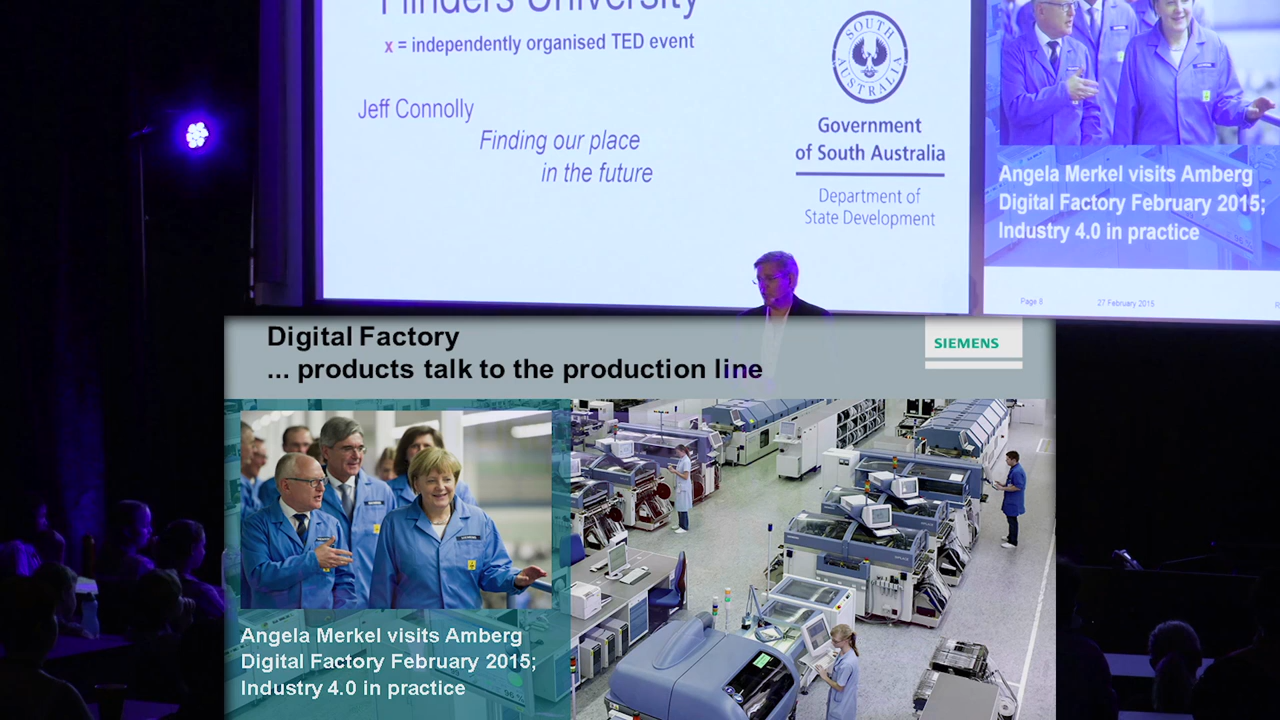 Flinders University
x = independently organised TED event
Jeff Connolly
Finding our place
in the future
SOUTH AUSTRALIA
Government
of South Australia
Department of
State Development
Angela Merkel visits Amberg
Digital Factory February 2015;
Industry 4.0 in practice
Page 8
27 February 2015
Digital Factory
... products talk to the production line
SIEMENS
Angela Merkel visits Amberg
Digital Factory February 2015;
Industry 4.0 in practice
96 %